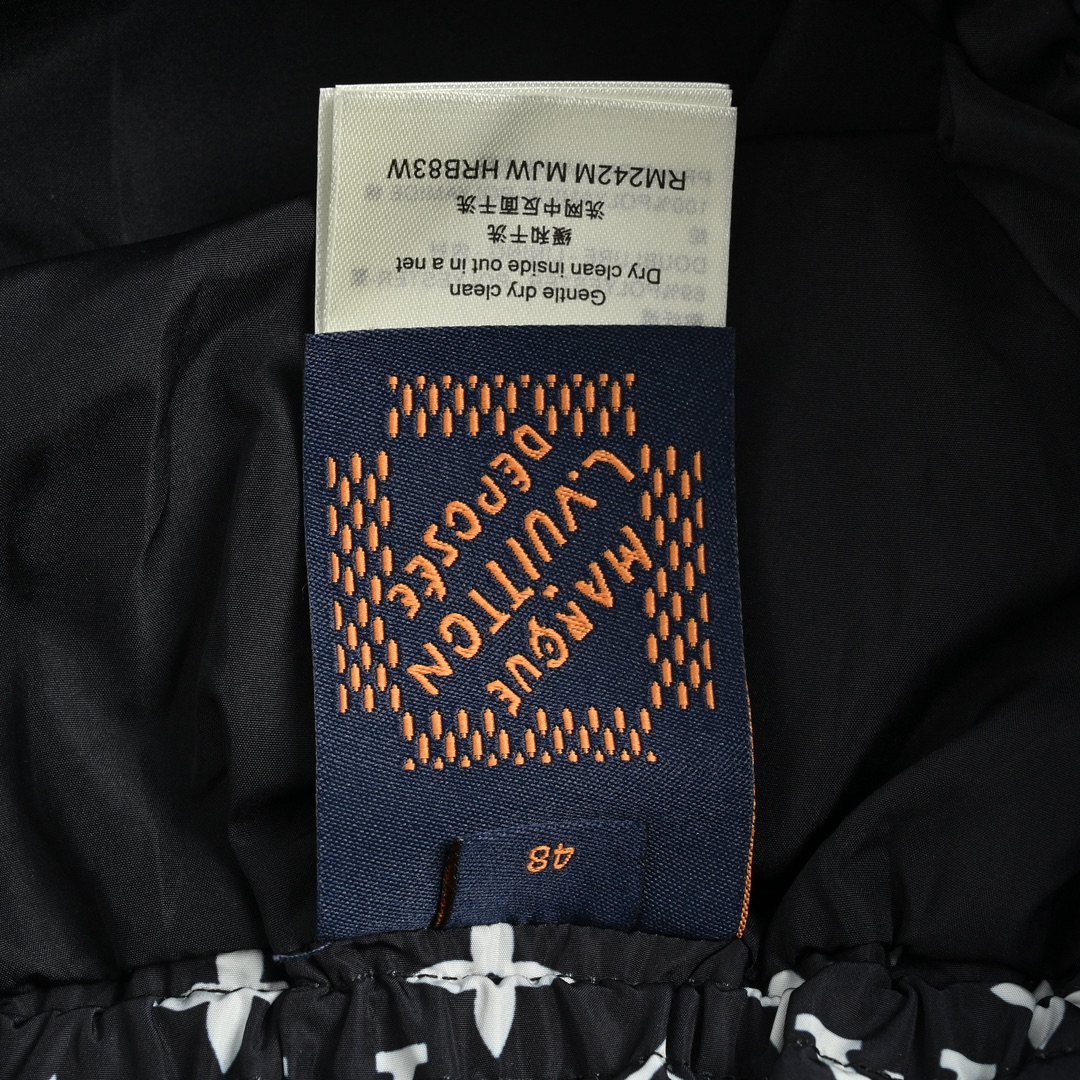 48
MARQUE
L.VUITTON
DEPOSÉE
Gentle dry clean
Dry clean inside out in a net
缓和干洗
洗网中反面干洗
RM242M MJW HRB83W